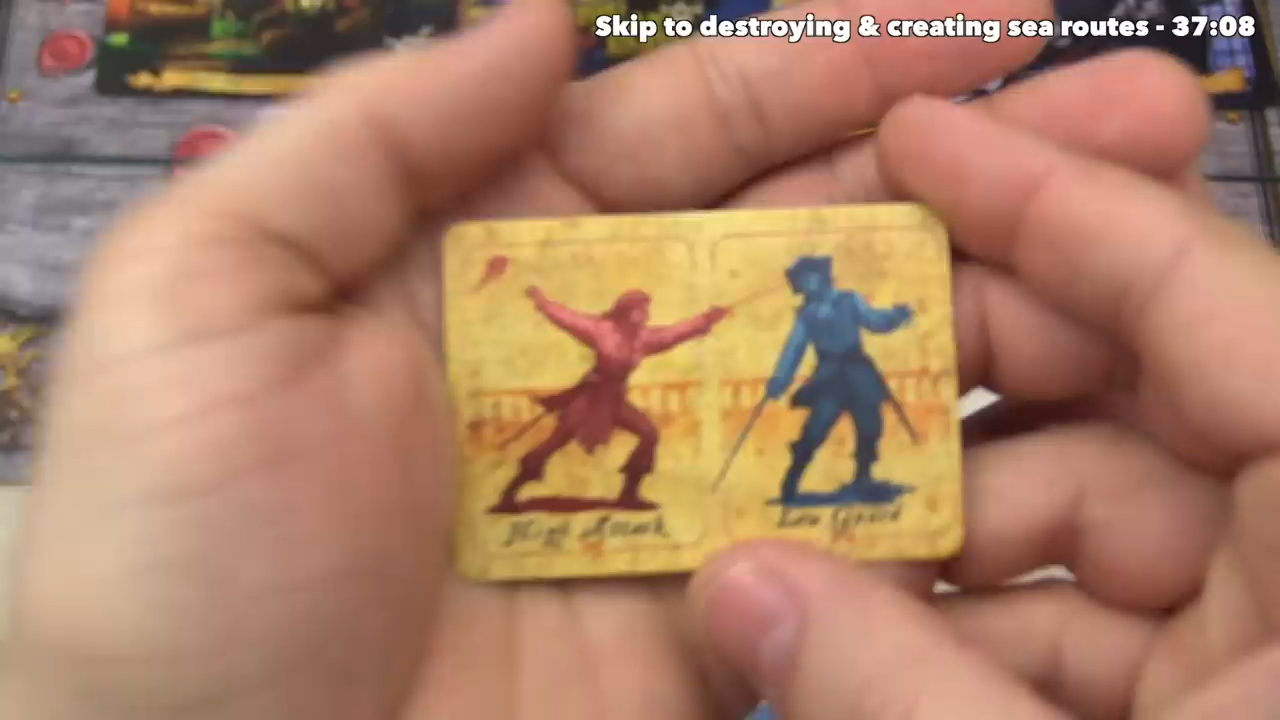 Skip to destroying & creating sea routes - 37:08
High Attack
Low Guard